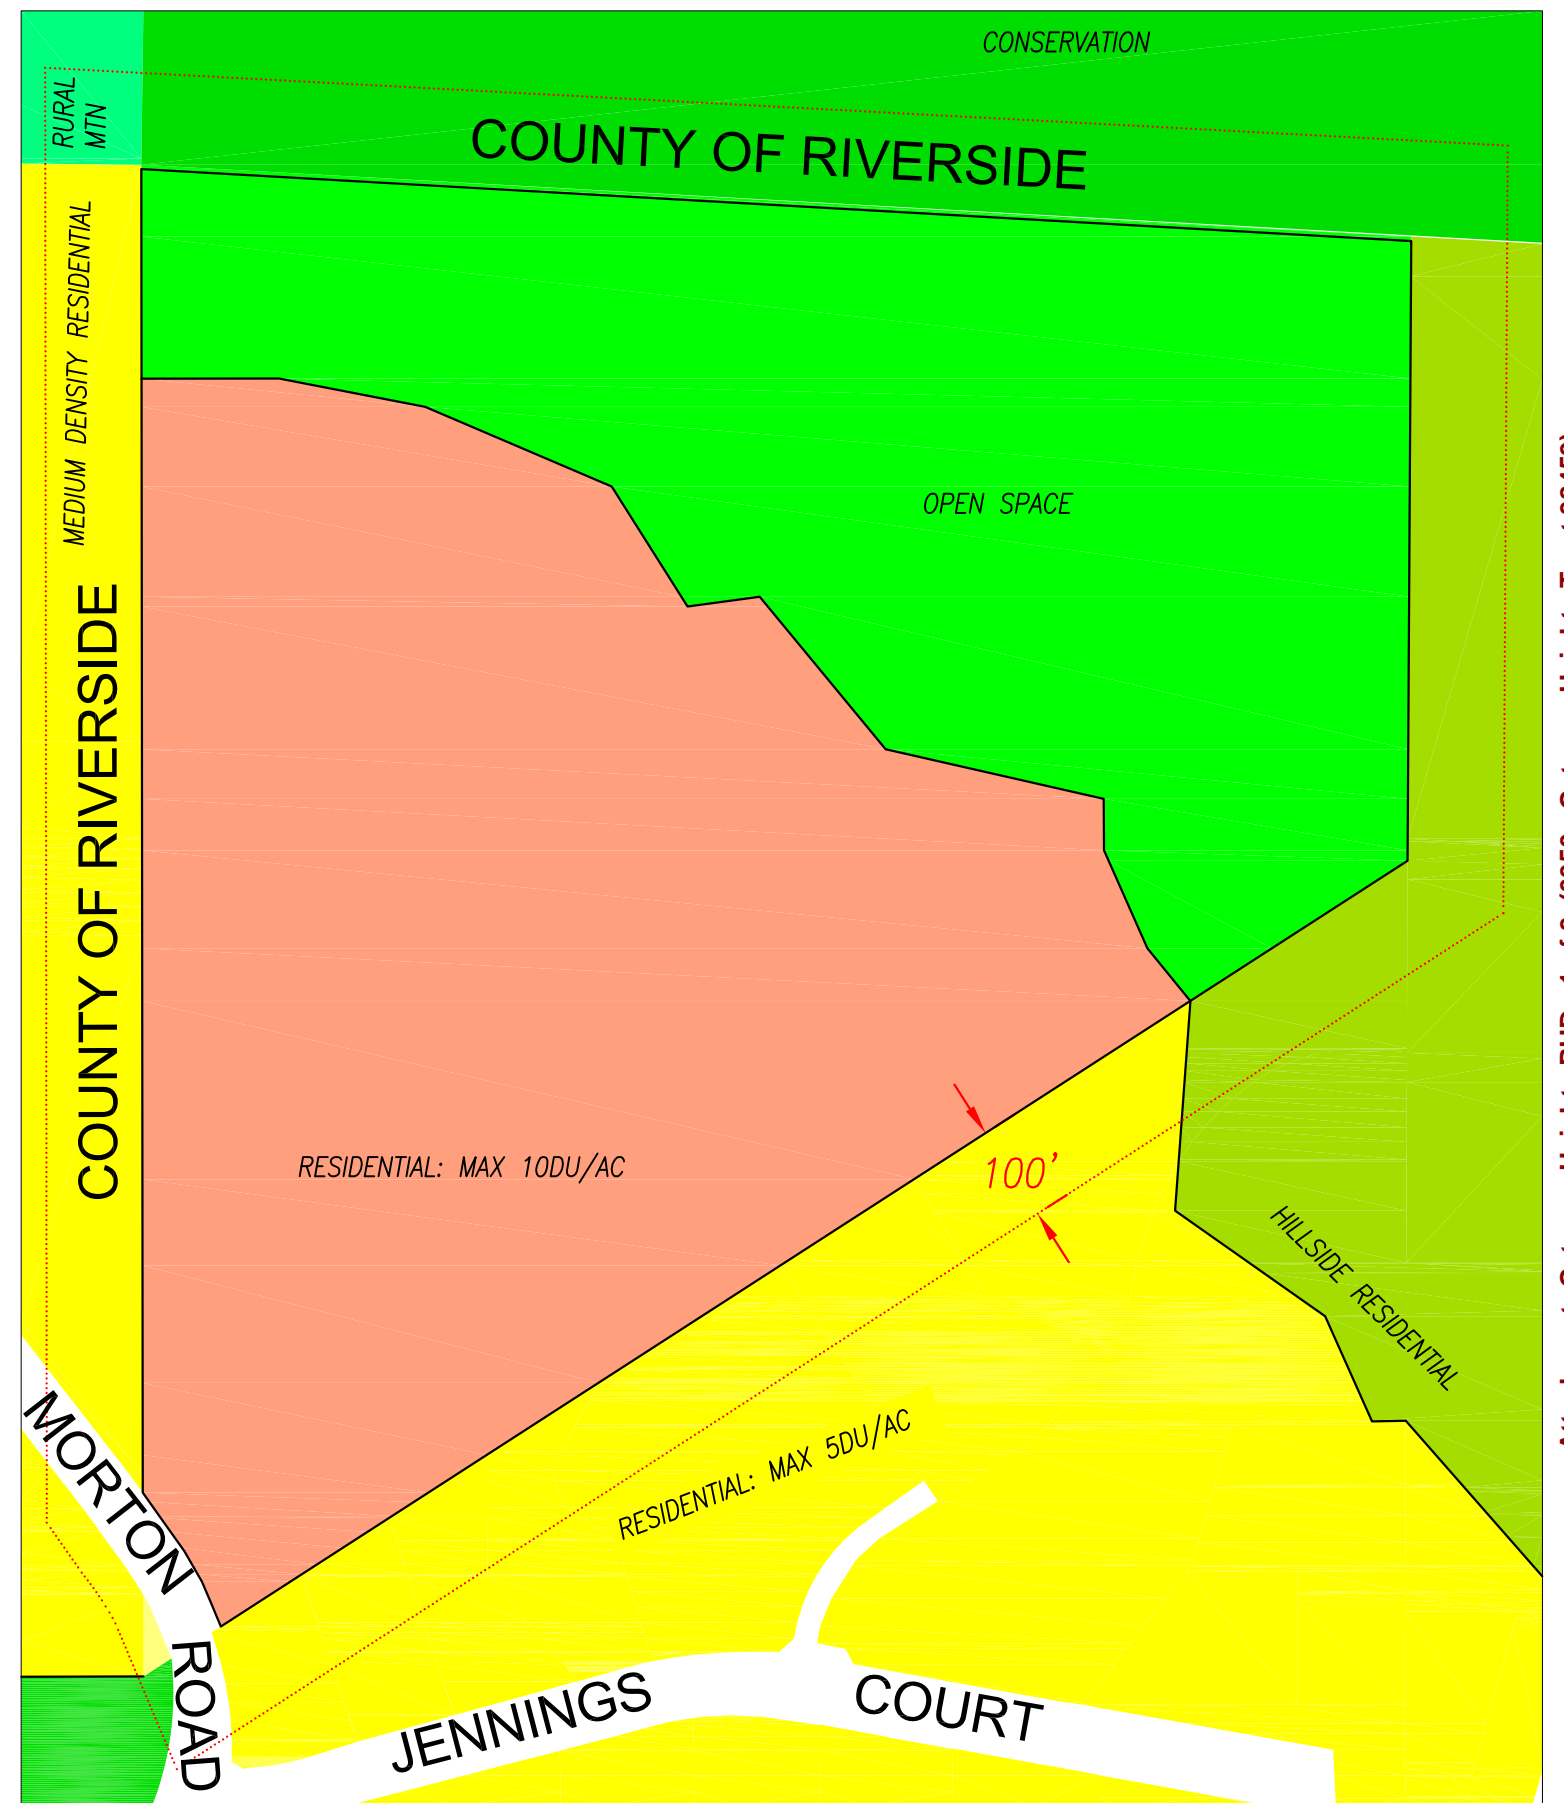 CONSERVATION
RURAL
MTN
COUNTY OF RIVERSIDE
MEDIUM DENSITY RESIDENTIAL
OPEN SPACE
COUNTY OF RIVERSIDE
RESIDENTIAL: MAX 10DU/AC
100'
HILLSIDE RESIDENTIAL
RESIDENTIAL: MAX 5DU/AC
MORTON
ROAD
JENNINGS
COURT